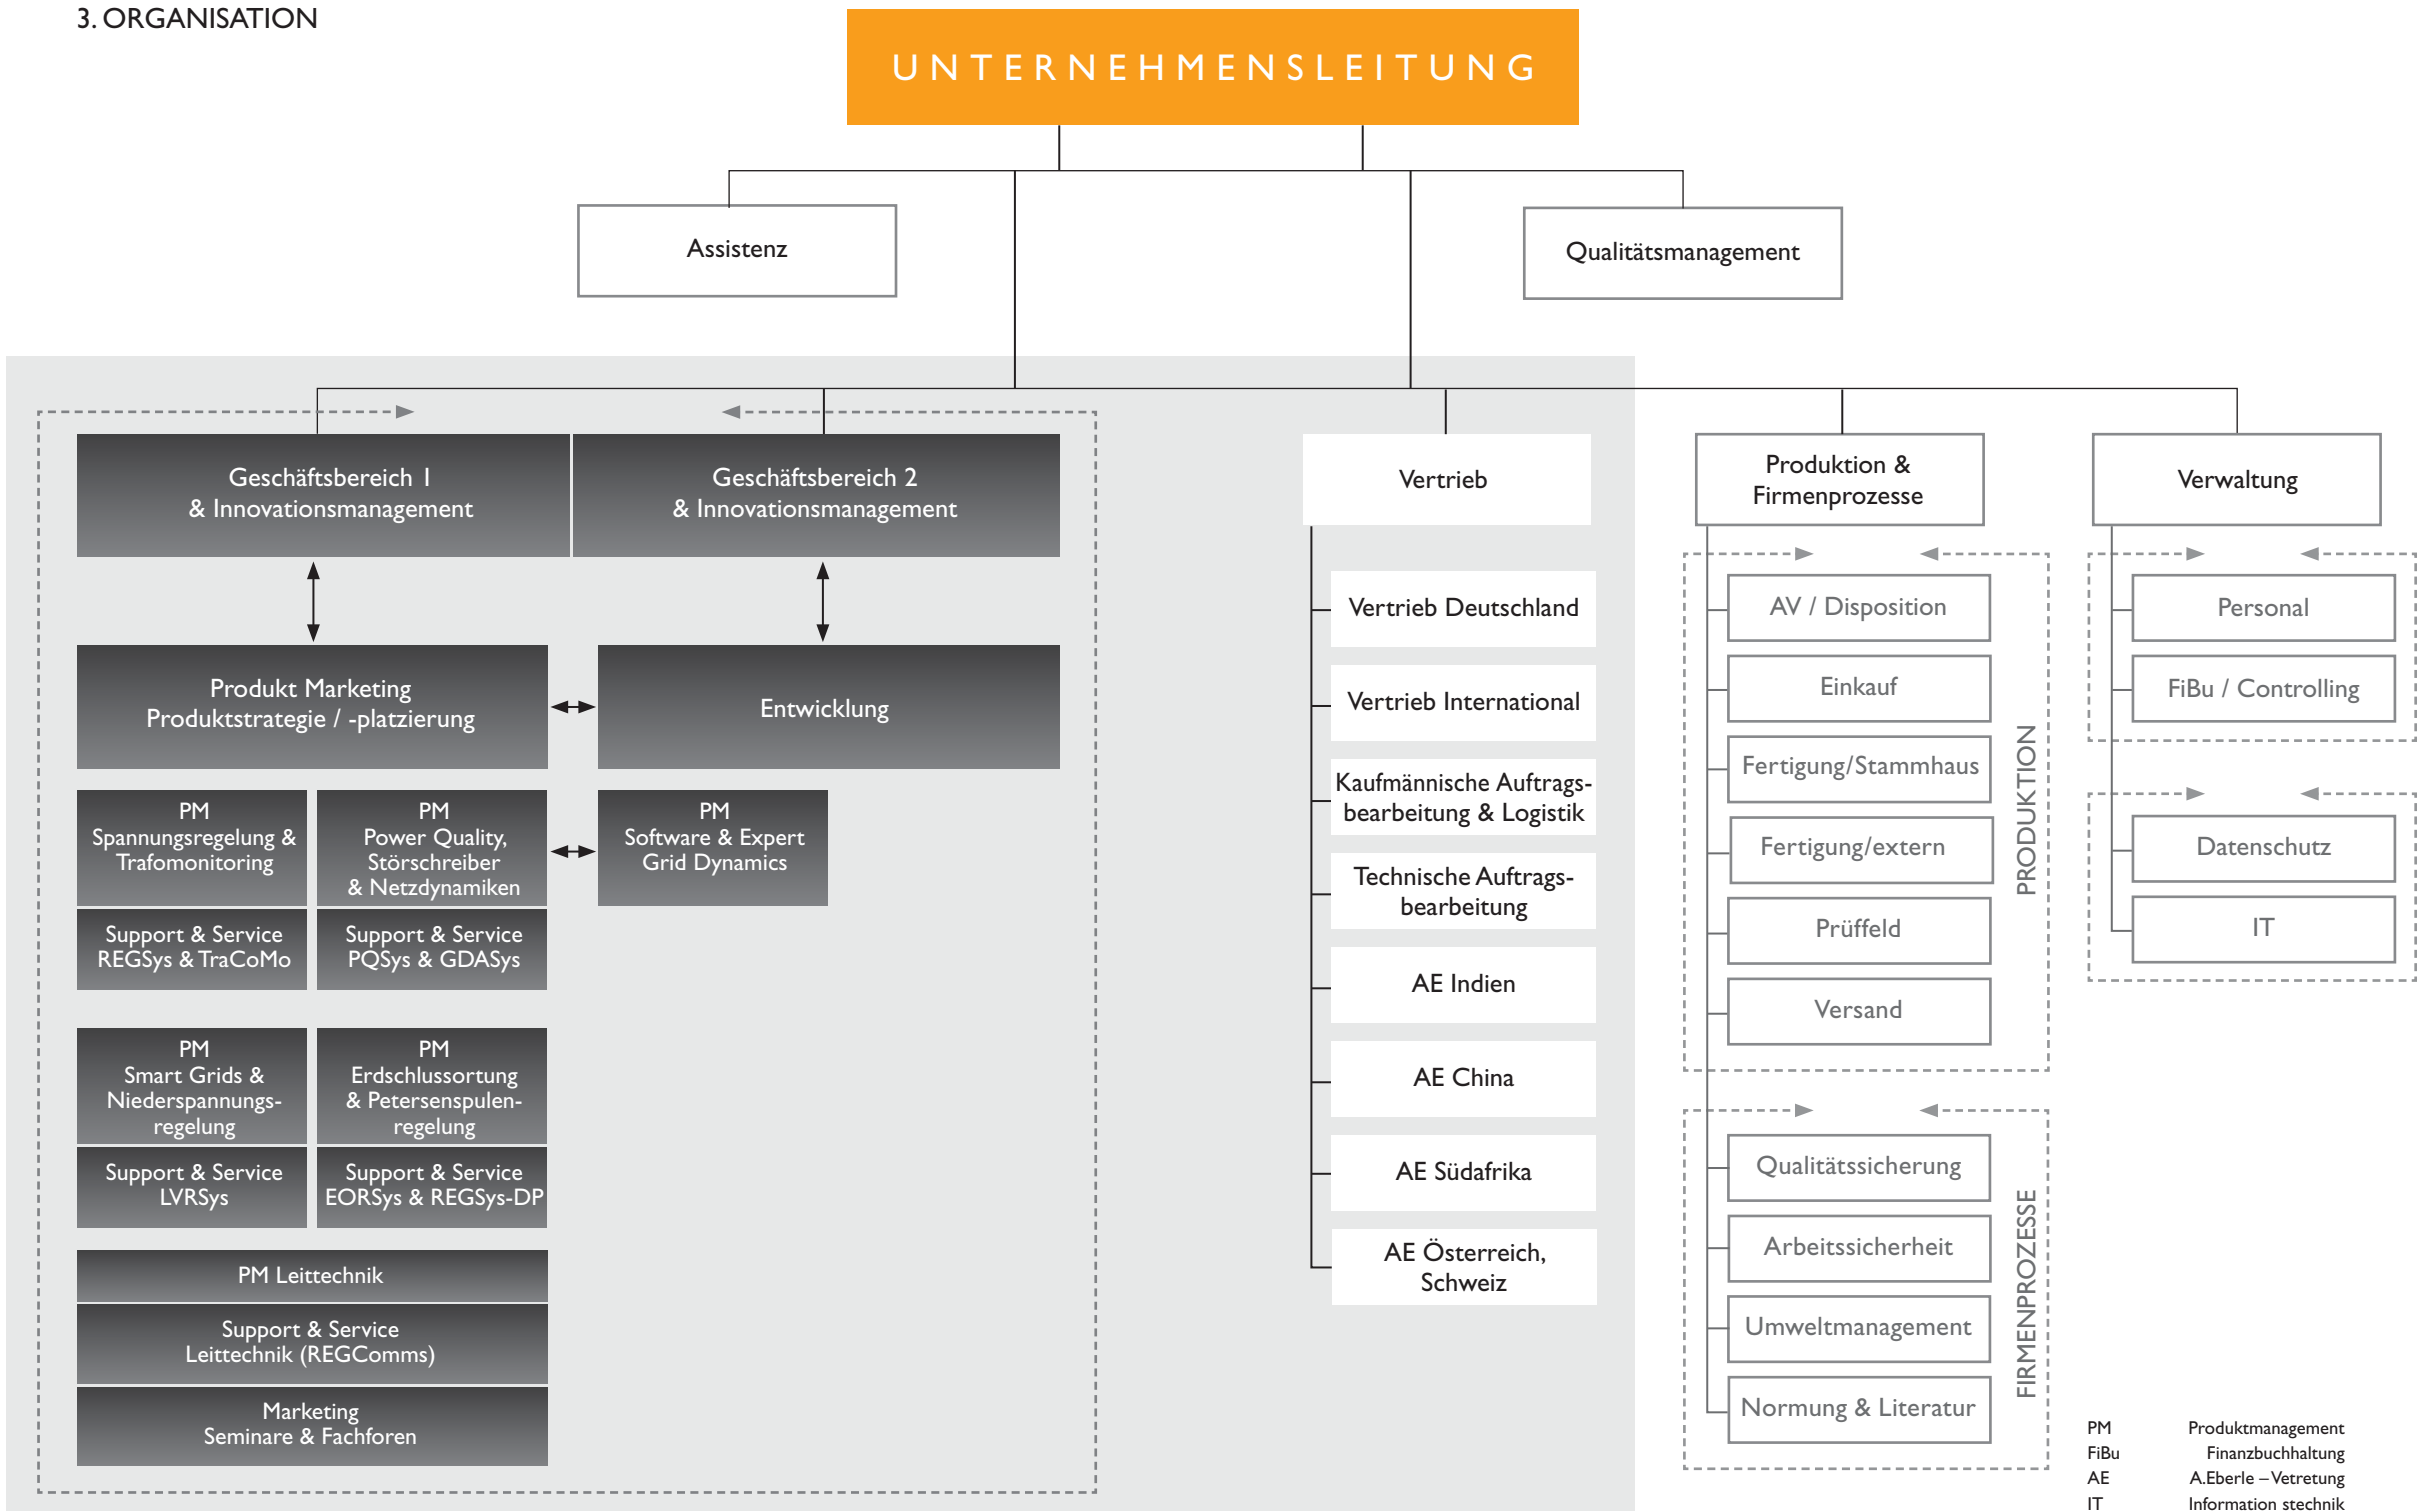 3. ORGANISATION
UNTERNEHMENSLEITUNG
Assistenz
Qualitätsmanagement
Geschäftsbereich 1
& Innovationsmanagement
Geschäftsbereich 2
& Innovationsmanagement
Produkt Marketing
Produktstrategie / -platzierung
Entwicklung
PM
Spannungsregelung &
Trafomonitoring
PM
Power Quality,
Störschreiber
& Netzdynamiken
PM
Software & Expert
Grid Dynamics
Support & Service
REGSys & TraCoMo
Support & Service
PQSys & GDASys
PM
Smart Grids &
Niederspannungs-
regelung
PM
Erdschlussortung
& Petersenspulen-
regelung
Support & Service
LVRSys
Support & Service
EORSys & REGSys-DP
PM Leittechnik
Support & Service
Leittechnik (REGComms)
Marketing
Seminare & Fachforen
Vertrieb
Vertrieb Deutschland
Vertrieb International
Kaufmännische Auftrags-
bearbeitung & Logistik
Technische Auftrags-
bearbeitung
AE Indien
AE China
AE Südafrika
AE Österreich,
Schweiz
Produktion &
Firmenprozesse
AV / Disposition
Einkauf
Fertigung/Stammhaus
Fertigung/extern
Prüffeld
Versand
PRODUKTION
Qualitätssicherung
Arbeitssicherheit
Umweltmanagement
Normung & Literatur
FIRMENPROZESSE
Verwaltung
Personal
FiBu / Controlling
Datenschutz
IT
PM Produktmanagement
FiBu Finanzbuchhaltung
AE A.Eberle – Vetretung
IT Information stechnik